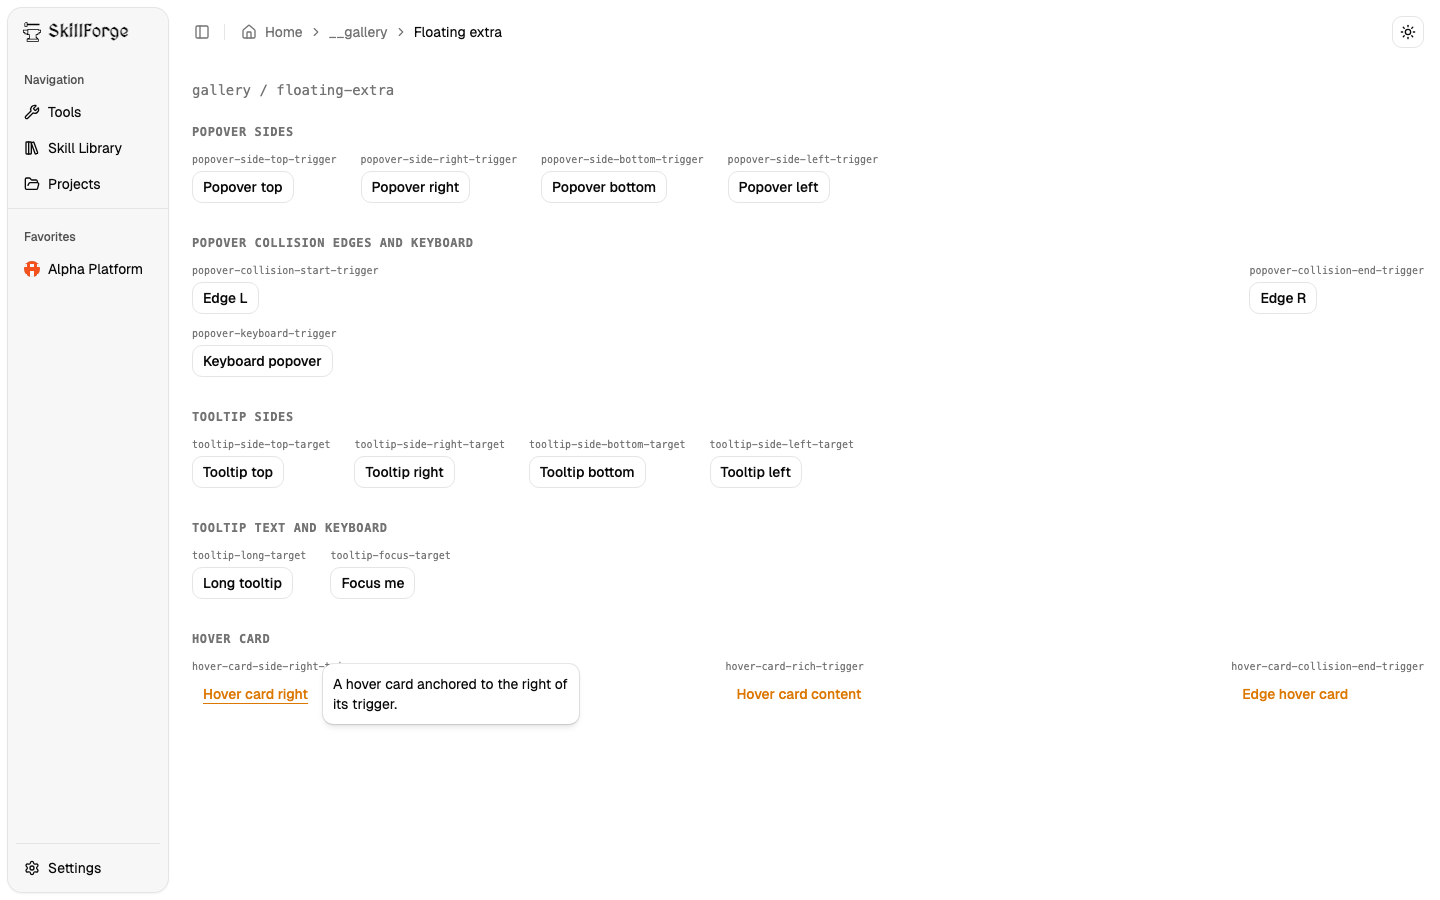 SkillForge
Home
__gallery
Floating extra
Navigation
Tools
Skill Library
Projects
Favorites
Alpha Platform
Settings
gallery / floating-extra
POPOVER SIDES
popover-side-top-trigger
popover-side-right-trigger
popover-side-bottom-trigger
popover-side-left-trigger
Popover top
Popover right
Popover bottom
Popover left
POPOVER COLLISION EDGES AND KEYBOARD
popover-collision-start-trigger
popover-collision-end-trigger
Edge L
Edge R
popover-keyboard-trigger
Keyboard popover
TOOLTIP SIDES
tooltip-side-top-target
tooltip-side-right-target
tooltip-side-bottom-target
tooltip-side-left-target
Tooltip top
Tooltip right
Tooltip bottom
Tooltip left
TOOLTIP TEXT AND KEYBOARD
tooltip-long-target
tooltip-focus-target
Long tooltip
Focus me
HOVER CARD
hover-card-side-right-
hover-card-rich-trigger
hover-card-collision-end-trigger
Hover card right
A hover card anchored to the right of
its trigger.
Hover card content
Edge hover card